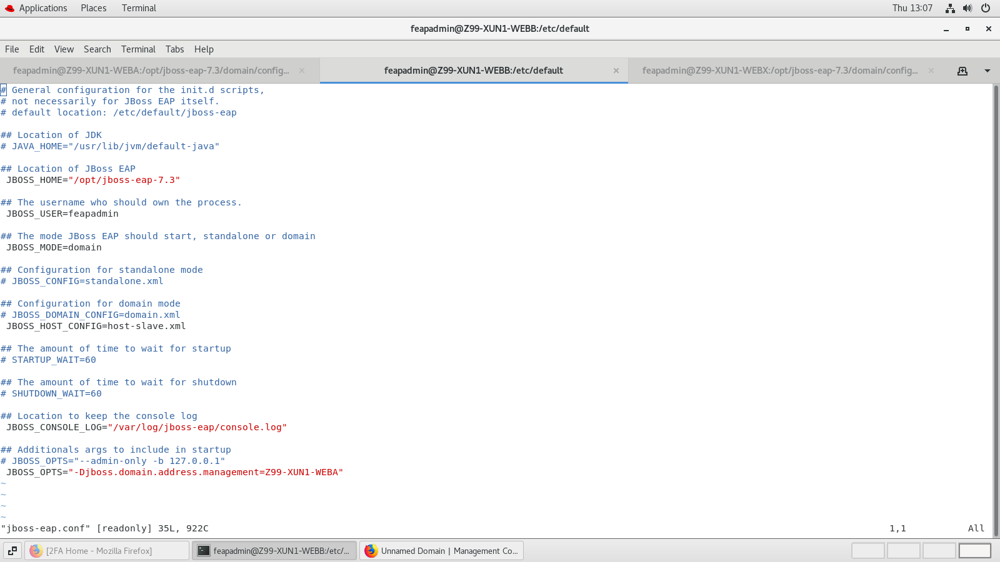 Applications Places Terminal Thu 13:07
feapadmin@Z99-XUN1-WEBB:/etc/default
File Edit View Search Terminal Tabs Help
feapadmin@Z99-XUN1-WEBA:/opt/jboss-eap-7.3/domain/config... feapadmin@Z99-XUN1-WEBB:/etc/default feapadmin@Z99-XUN1-WEBX:/opt/jboss-eap-7.3/domain/config...
# General configuration for the init.d scripts,
# not necessarily for JBoss EAP itself.
# default location: /etc/default/jboss-eap
## Location of JDK
# JAVA_HOME="/usr/lib/jvm/default-java"
## Location of JBoss EAP
JBOSS_HOME="/opt/jboss-eap-7.3"
## The username who should own the process.
JBOSS_USER=feapadmin
## The mode JBoss EAP should start, standalone or domain
JBOSS_MODE=domain
## Configuration for standalone mode
# JBOSS_CONFIG=standalone.xml
## Configuration for domain mode
# JBOSS_DOMAIN_CONFIG=domain.xml
JBOSS_HOST_CONFIG=host-slave.xml
## The amount of time to wait for startup
# STARTUP_WAIT=60
## The amount of time to wait for shutdown
# SHUTDOWN_WAIT=60
## Location to keep the console log
JBOSS_CONSOLE_LOG="/var/log/jboss-eap/console.log"
## Additionals args to include in startup
# JBOSS_OPTS="--admin-only -b 127.0.0.1"
JBOSS_OPTS="-Djboss.domain.address.management=Z99-XUN1-WEBA"
~
~
~
~
"jboss-eap.conf" [readonly] 35L, 922C 1,1 All
[2FA Home - Mozilla Firefox] feapadmin@Z99-XUN1-WEBB:/etc/... Unnamed Domain | Management Co...